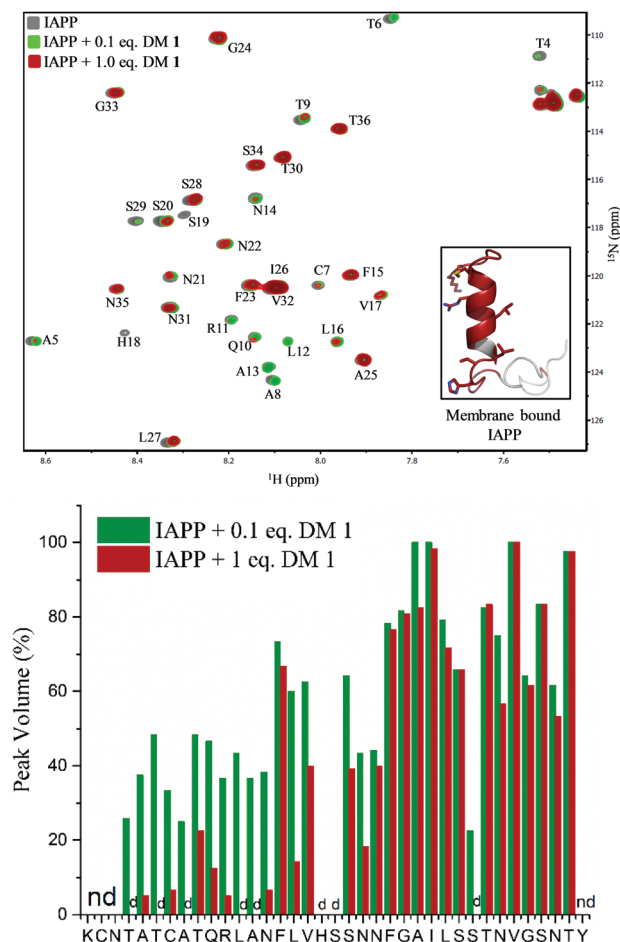 IAPP
IAPP + 0.1 eq. DM 1
IAPP + 1.0 eq. DM 1
T6
T4
G24
G33
T9
T36
S34
T30
S28
S29
S20
S19
N14
N22
N21
I26
C7
F15
N35
F23
V32
V17
N31
R11
H18
Q10
L12
L16
A5
A13
A8
A25
L27
110
112
114
116
118
120
122
124
126
¹⁵N (ppm)
8.6
8.4
8.2
8.0
7.6
¹H (ppm)
Membrane bound
IAPP
IAPP + 0.1 eq. DM 1
IAPP + 1 eq. DM 1
Peak Volume (%)
100
80
60
40
20
0
nd
d
d
d
d
d
d
d
d
nd
KCNTATCATQRLANFLVHSSNNFGAILSSTNVGSNTY